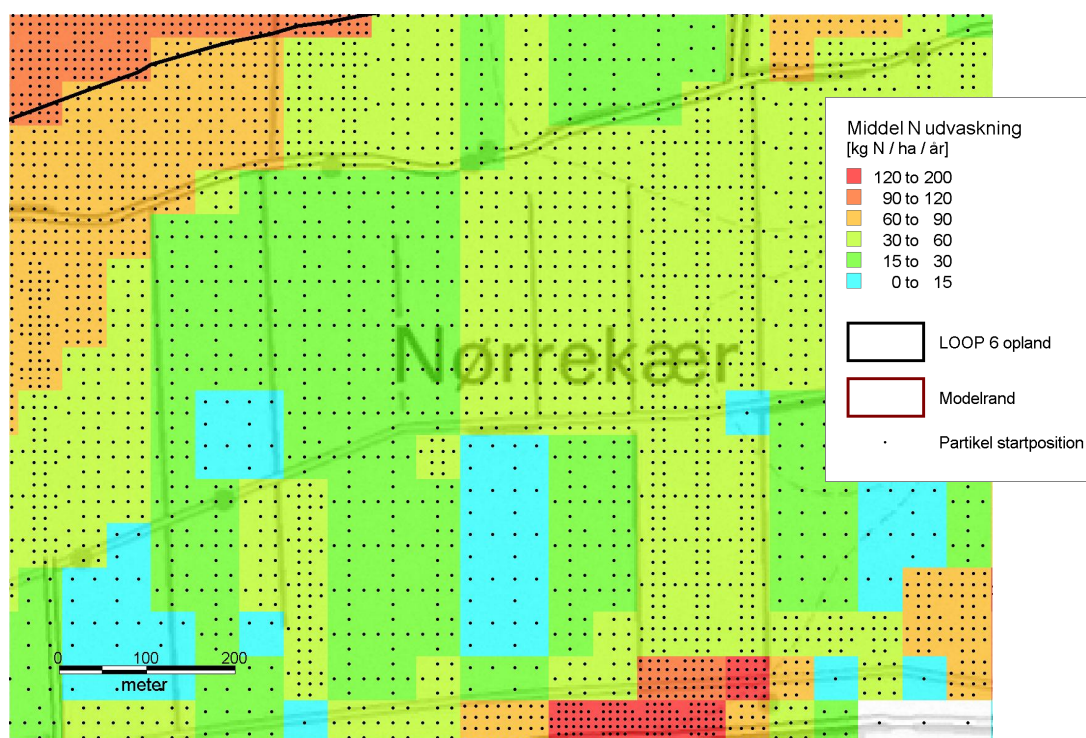 Middel N udvaskning
[kg N / ha / år]
120 to 200
90 to 120
60 to 90
30 to 60
15 to 30
0 to 15
LOOP 6 opland
Modelrand
Partikel startposition
Nørrekær
0 100 200
meter